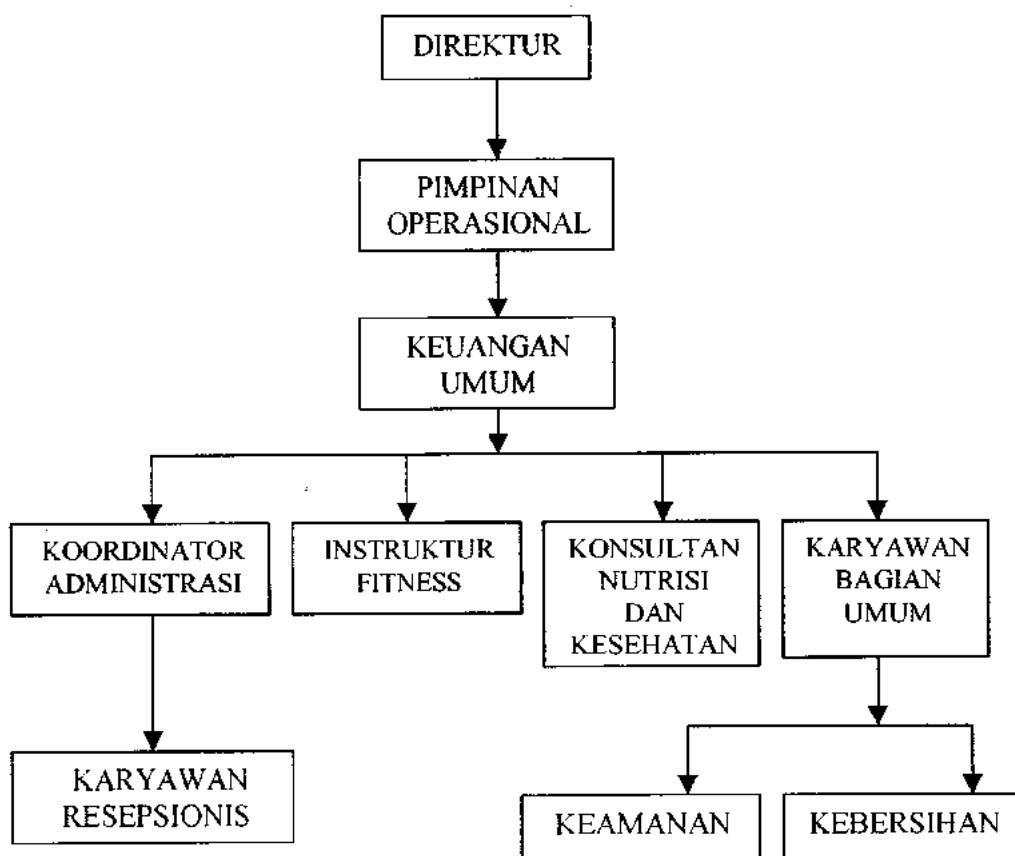 DIREKTUR
PIMPINAN
OPERASIONAL
KEUANGAN
UMUM
KOORDINATOR
ADMINISTRASI
INSTRUKTUR
FITNESS
KONSULTAN
NUTRISI
DAN
KESEHATAN
KARYAWAN
BAGIAN
UMUM
KARYAWAN
RESEPSIONIS
KEAMANAN
KEBERSIHAN